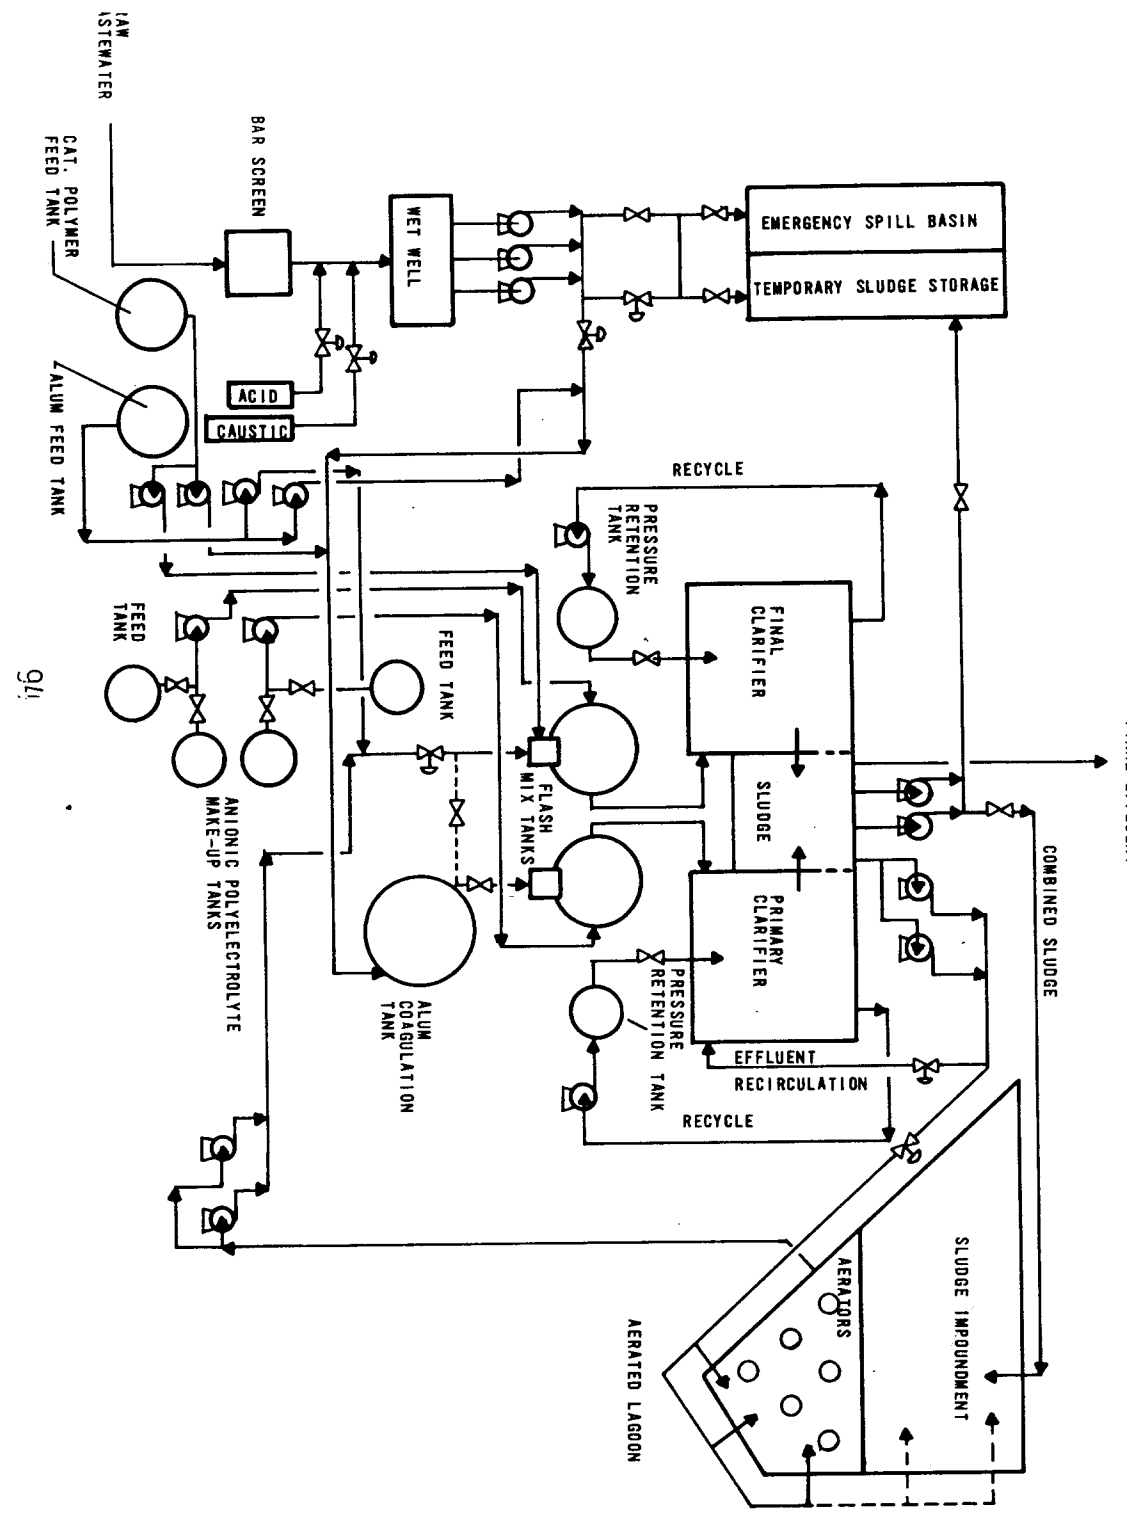 RAW
WASTEWATER
BAR SCREEN
CAT. POLYMER
FEED TANK
ALUM FEED TANK
ACID
CAUSTIC
WET WELL
EMERGENCY SPILL BASIN
TEMPORARY SLUDGE STORAGE
RECYCLE
PRESSURE
RETENTION
TANK
FINAL
CLARIFIER
FEED
TANK
FEED TANK
FLASH
MIX TANKS
SLUDGE
PRIMARY
CLARIFIER
ANIONIC POLYELECTROLYTE
MAKE-UP TANKS
ALUM
COAGULATION
TANK
PRESSURE
RETENTION TANK
EFFLUENT
RECIRCULATION
RECYCLE
COMBINED SLUDGE
SLUDGE IMPOUNDMENT
AERATORS
AERATED LAGOON
94